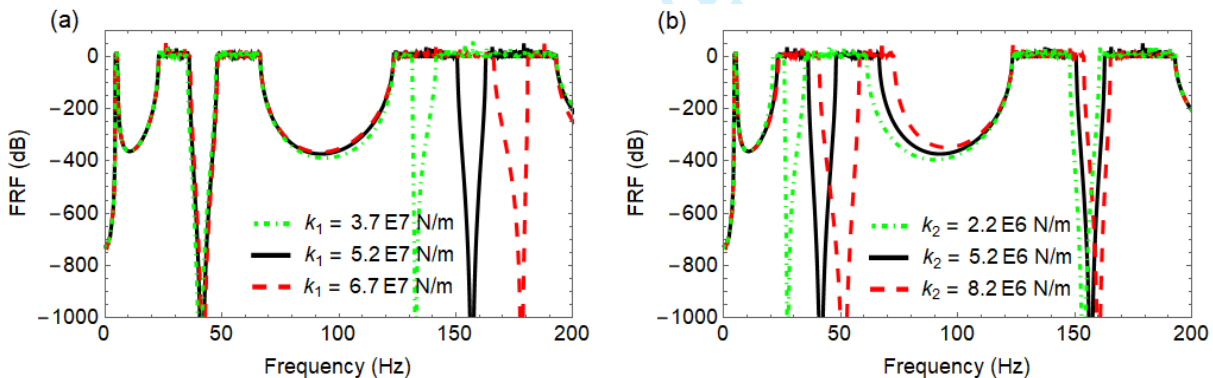 (a)
FRF (dB)
0
−200
−400
−600
−800
−1000
k₁ = 3.7 E7 N/m
k₁ = 5.2 E7 N/m
k₁ = 6.7 E7 N/m
0 50 100 150 200
Frequency (Hz)
(b)
FRF (dB)
0
−200
−400
−600
−800
−1000
k₂ = 2.2 E6 N/m
k₂ = 5.2 E6 N/m
k₂ = 8.2 E6 N/m
0 50 100 150 200
Frequency (Hz)